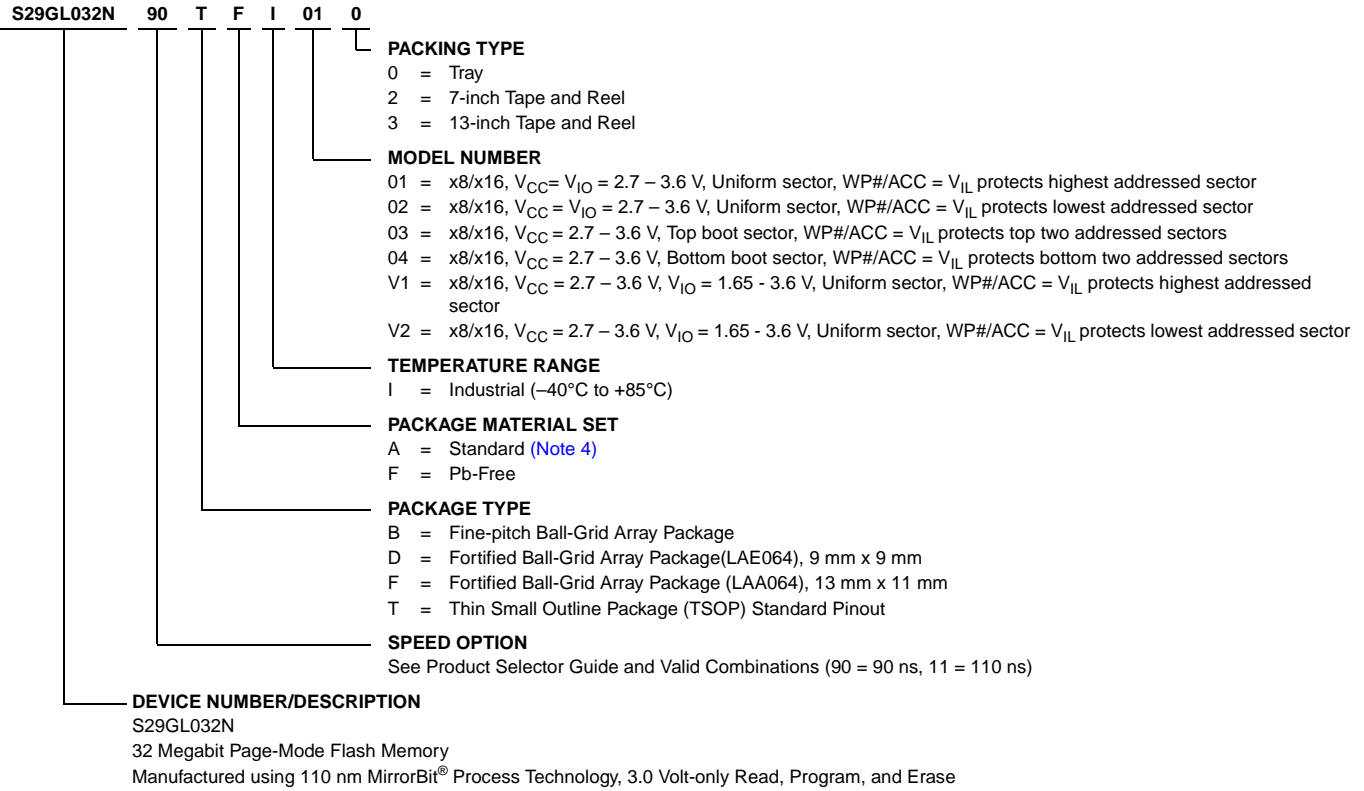 S29GL032N 90 T F I 01 0
PACKING TYPE
0 = Tray
2 = 7-inch Tape and Reel
3 = 13-inch Tape and Reel
MODEL NUMBER
01 = x8/x16, VCC= VIO = 2.7 – 3.6 V, Uniform sector, WP#/ACC = VIL protects highest addressed sector
02 = x8/x16, VCC = VIO = 2.7 – 3.6 V, Uniform sector, WP#/ACC = VIL protects lowest addressed sector
03 = x8/x16, VCC = 2.7 – 3.6 V, Top boot sector, WP#/ACC = VIL protects top two addressed sectors
04 = x8/x16, VCC = 2.7 – 3.6 V, Bottom boot sector, WP#/ACC = VIL protects bottom two addressed sectors
V1 = x8/x16, VCC = 2.7 – 3.6 V, VIO = 1.65 - 3.6 V, Uniform sector, WP#/ACC = VIL protects highest addressed
sector
V2 = x8/x16, VCC = 2.7 – 3.6 V, VIO = 1.65 - 3.6 V, Uniform sector, WP#/ACC = VIL protects lowest addressed sector
TEMPERATURE RANGE
I = Industrial (–40°C to +85°C)
PACKAGE MATERIAL SET
A = Standard (Note 4)
F = Pb-Free
PACKAGE TYPE
B = Fine-pitch Ball-Grid Array Package
D = Fortified Ball-Grid Array Package(LAE064), 9 mm x 9 mm
F = Fortified Ball-Grid Array Package (LAA064), 13 mm x 11 mm
T = Thin Small Outline Package (TSOP) Standard Pinout
SPEED OPTION
See Product Selector Guide and Valid Combinations (90 = 90 ns, 11 = 110 ns)
DEVICE NUMBER/DESCRIPTION
S29GL032N
32 Megabit Page-Mode Flash Memory
Manufactured using 110 nm MirrorBit® Process Technology, 3.0 Volt-only Read, Program, and Erase